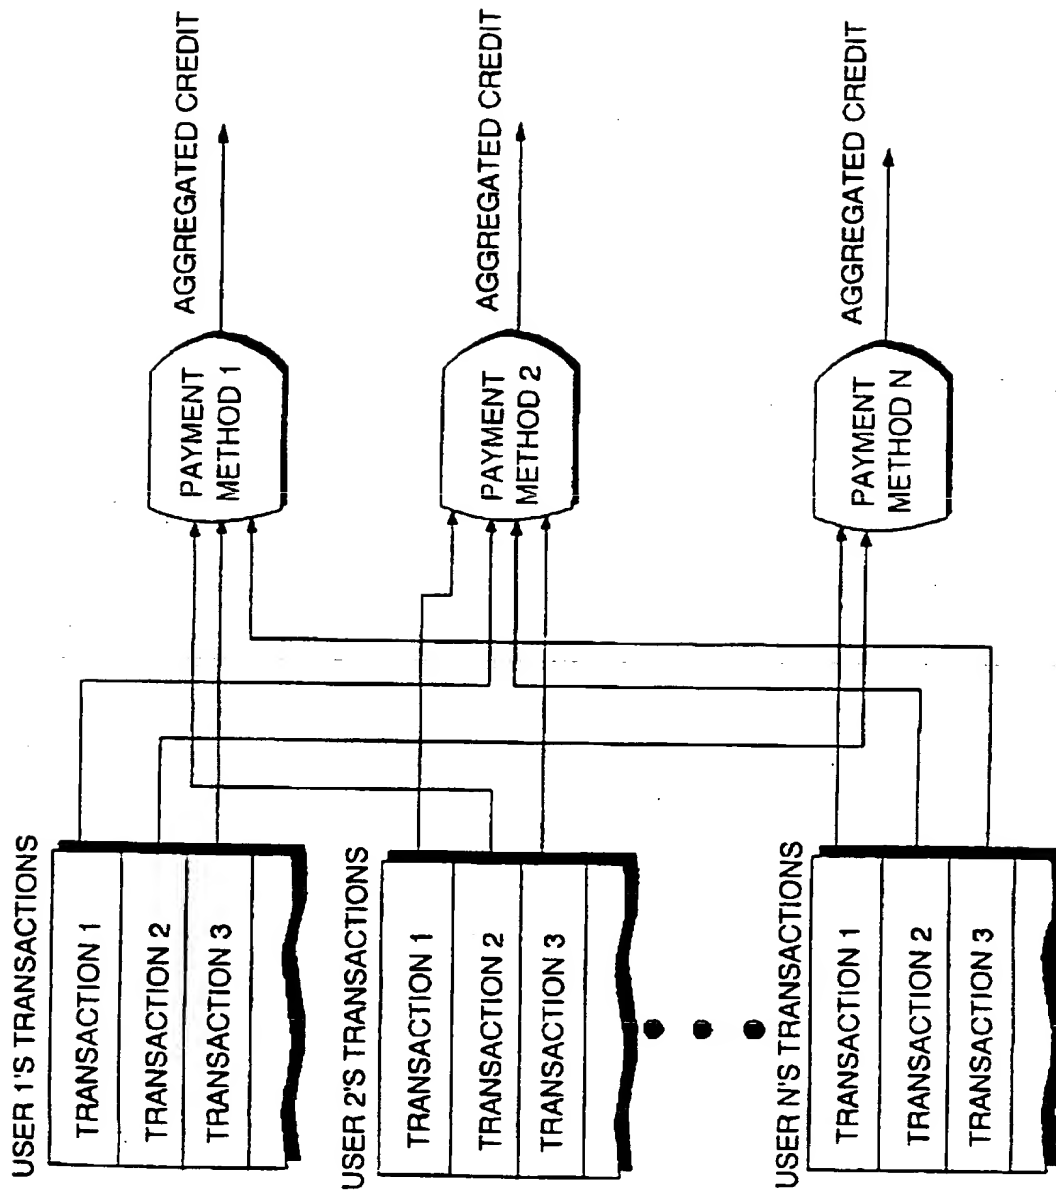 USER 1'S TRANSACTIONS
TRANSACTION 1
TRANSACTION 2
TRANSACTION 3
USER 2'S TRANSACTIONS
TRANSACTION 1
TRANSACTION 2
TRANSACTION 3
USER N'S TRANSACTIONS
TRANSACTION 1
TRANSACTION 2
TRANSACTION 3
PAYMENT
METHOD 1
PAYMENT
METHOD 2
PAYMENT
METHOD N
AGGREGATED CREDIT
AGGREGATED CREDIT
AGGREGATED CREDIT